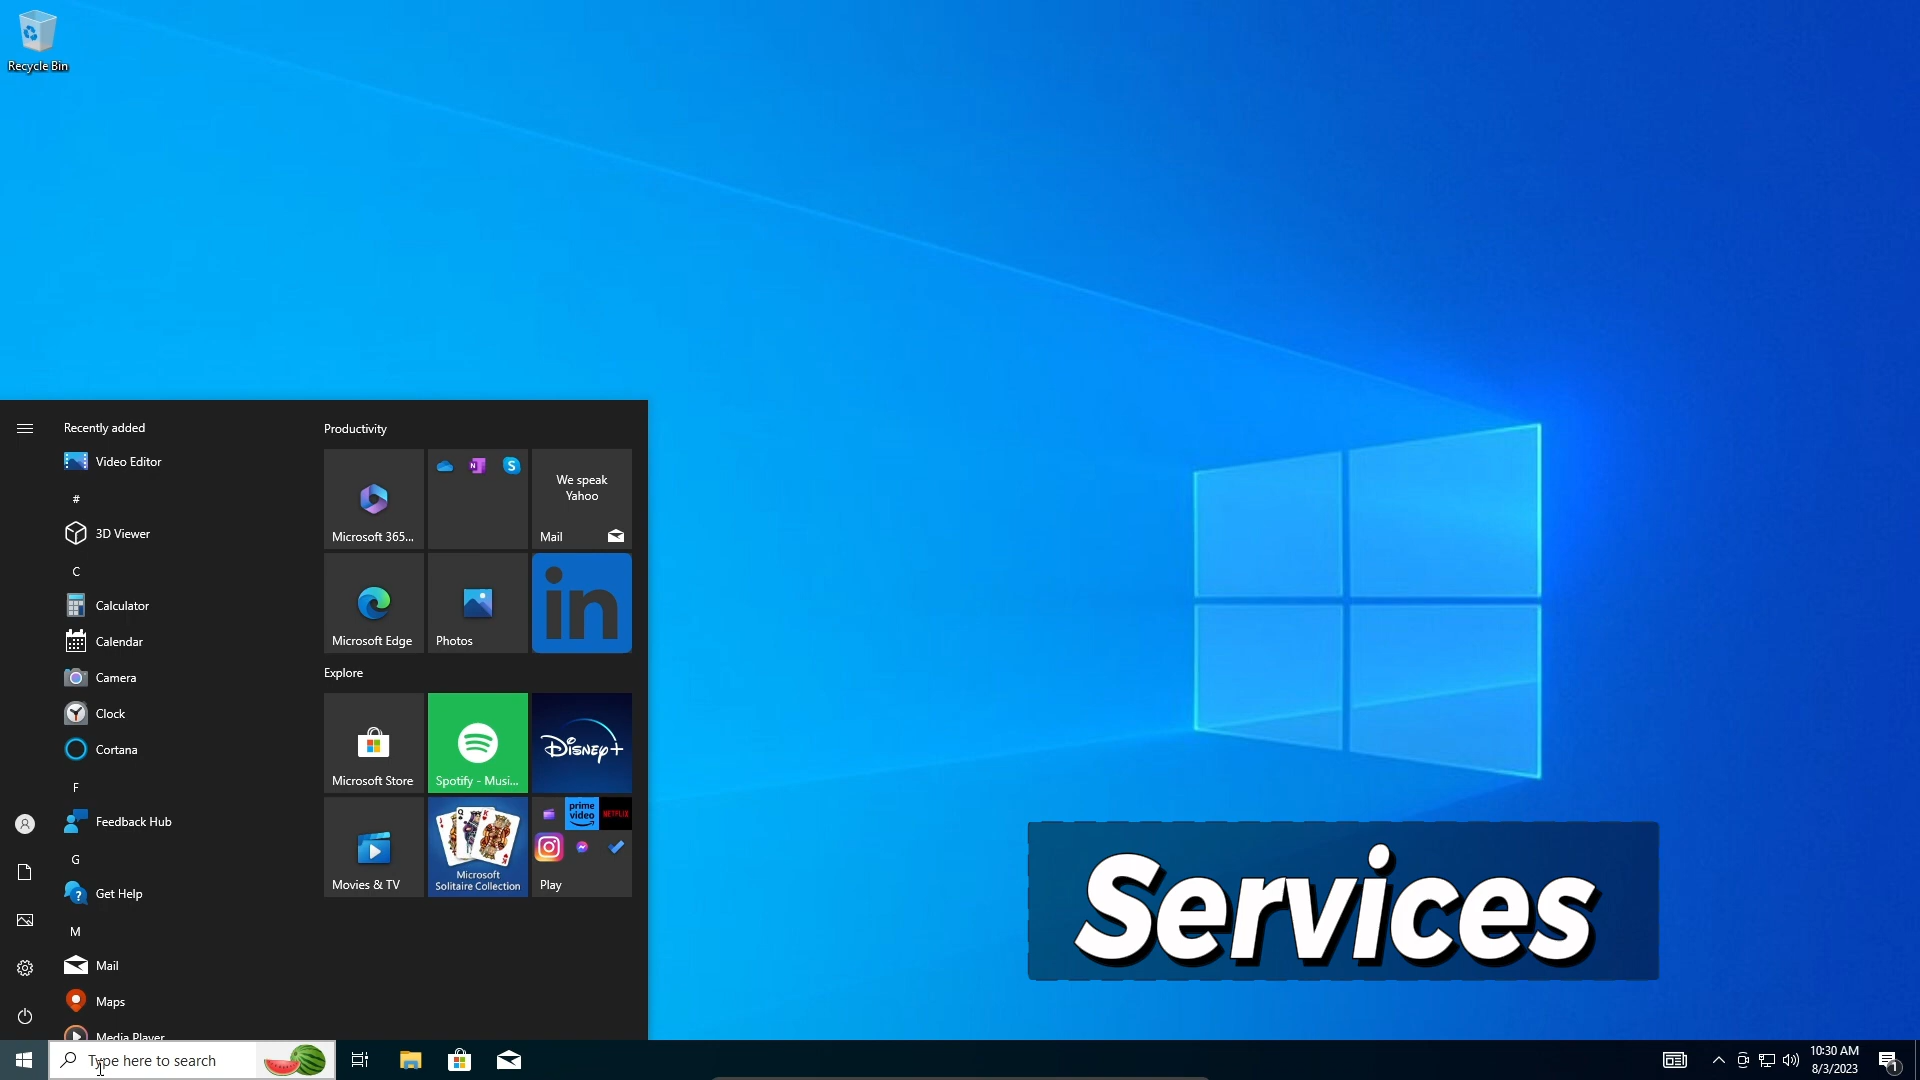 Recycle Bin
Recently added
Video Editor
#
3D Viewer
C
Calculator
Calendar
Camera
Clock
Cortana
F
Feedback Hub
G
Get Help
M
Mail
Maps
Media Player
Productivity
Microsoft 365...
N
S
We speak
Yahoo
Mail
Microsoft Edge
Photos
in
Explore
Microsoft Store
Spotify - Musi...
Disney+
Movies & TV
Microsoft
Solitaire Collection
prime
video
NETFLIX
Play
Services
Type here to search
10:30 AM
8/3/2023
1